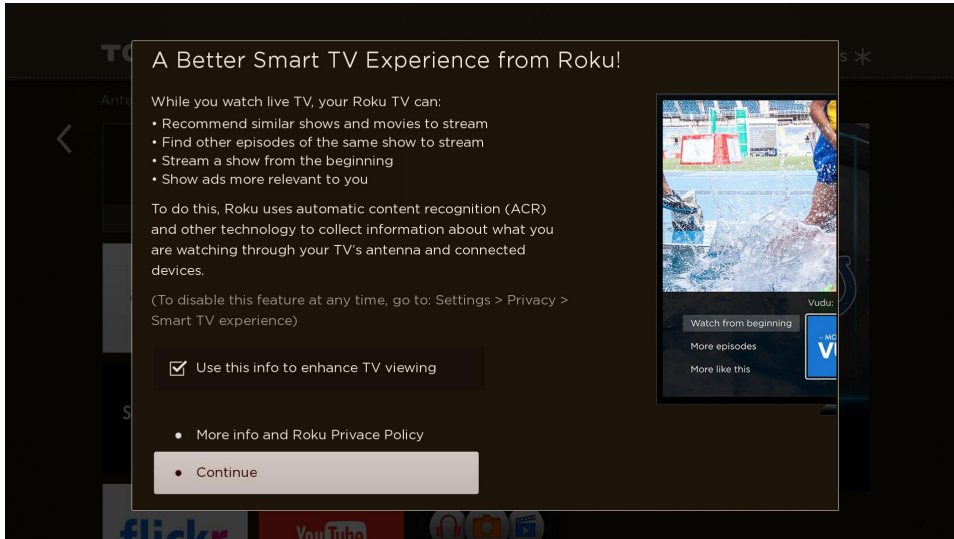 A Better Smart TV Experience from Roku!
While you watch live TV, your Roku TV can:
• Recommend similar shows and movies to stream
• Find other episodes of the same show to stream
• Stream a show from the beginning
• Show ads more relevant to you
To do this, Roku uses automatic content recognition (ACR)
and other technology to collect information about what you
are watching through your TV's antenna and connected
devices.
(To disable this feature at any time, go to: Settings > Privacy >
Smart TV experience)
Use this info to enhance TV viewing
• More info and Roku Privace Policy
• Continue
Vudu:
Watch from beginning
More episodes
More like this
flickr
YouTube